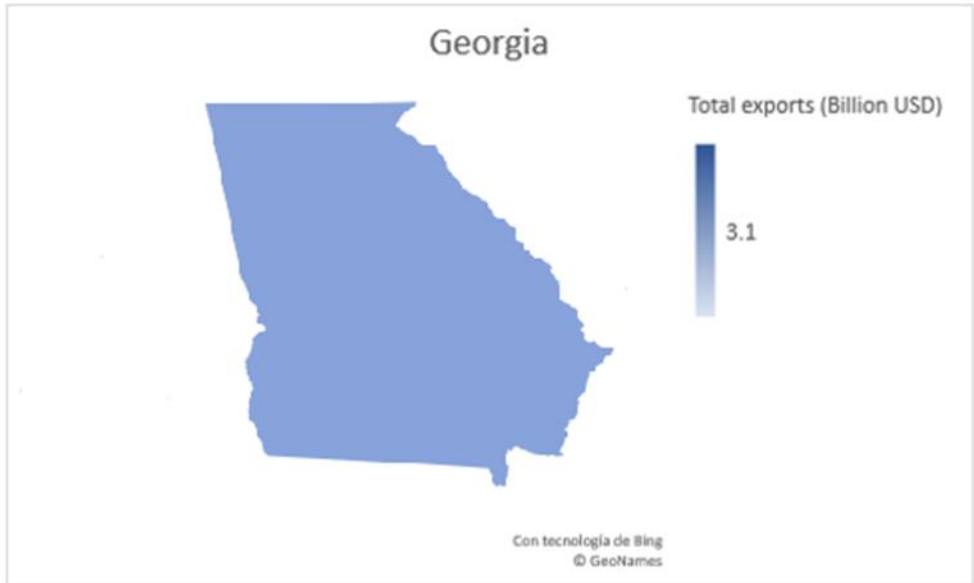 Georgia
Total exports (Billion USD)
3.1
Con tecnología de Bing
© GeoNames